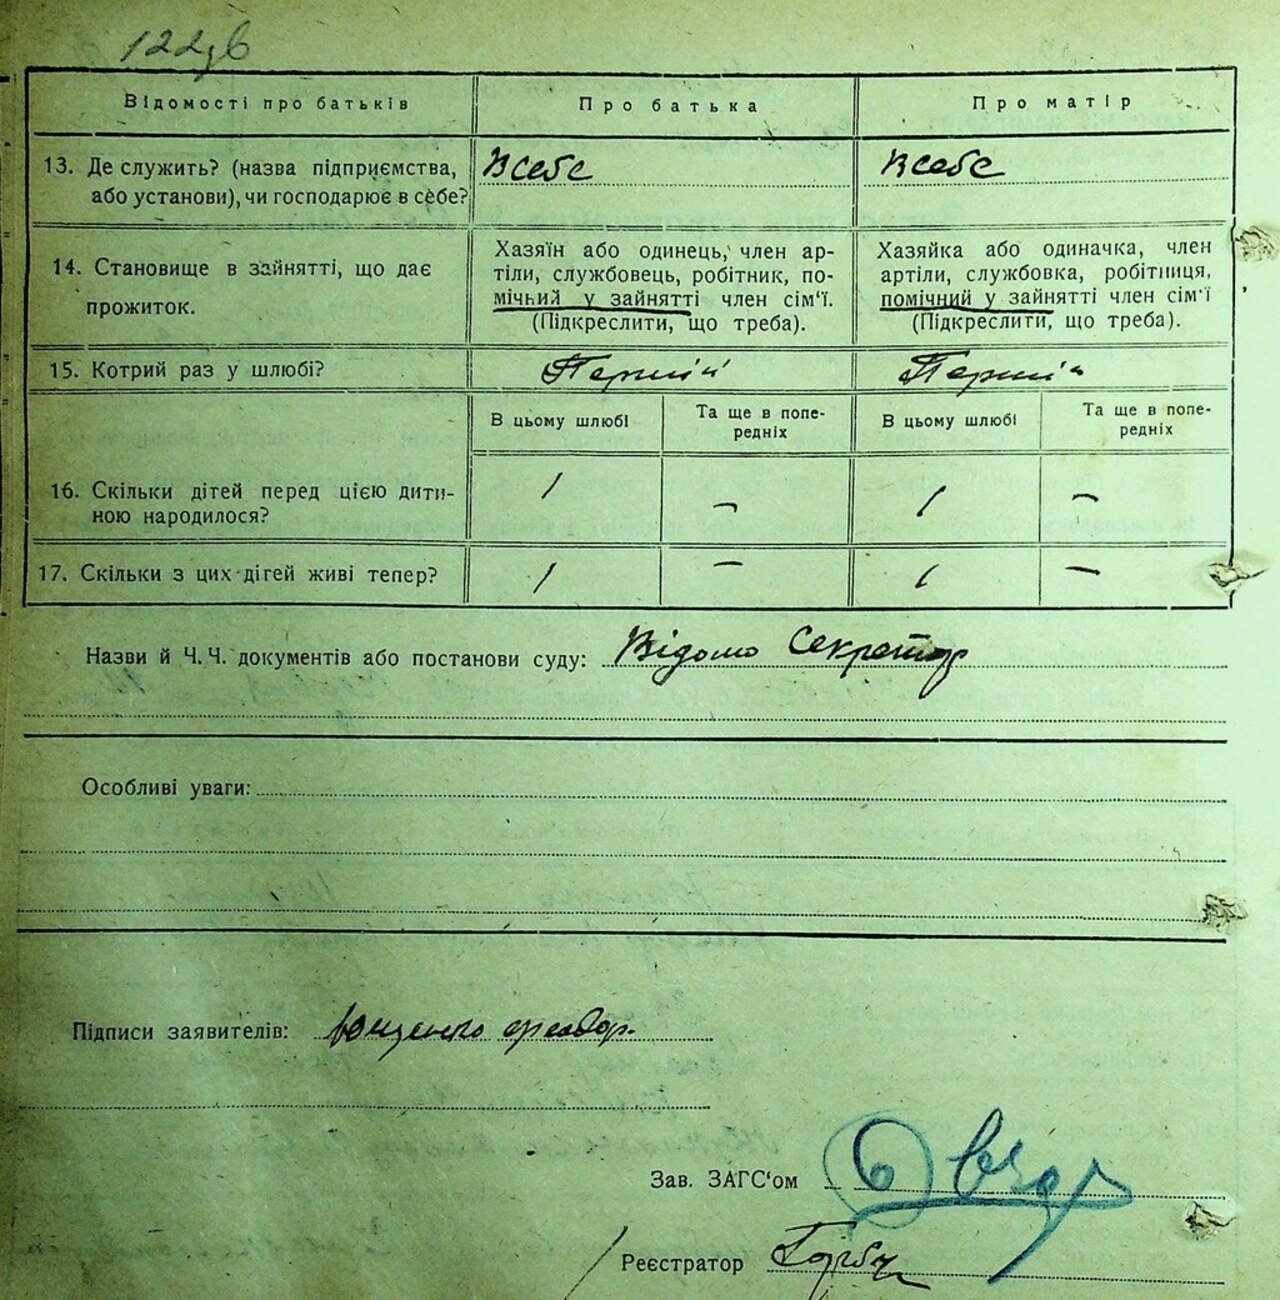 122зв
Відомості про батьків Про батька Про матір
13. Де служить? (назва підприємства, або установи), чи господарює в себе? В себе В себе
14. Становище в зайнятті, що дає прожиток.
Хазяїн або одинець, член ар-
тіли, службовець, робітник, по-
мічьий у зайнятті член сім'ї.
(Підкреслити, що треба).
Хазяйка або одиначка, член
артіли, службовка, робітниця,
помічний у зайнятті член сім'ї
(Підкреслити, що треба).
15. Котрий раз у шлюбі? Перший Перший
В цьому шлюбі Та ще в попе-
редніх В цьому шлюбі Та ще в попе-
редніх
16. Скільки дітей перед цією дити-
ною народилося? 1 – 1 –
17. Скільки з цих дітей живі тепер? 1 – 1 –
Назви й Ч. Ч. документів або постанови суду: Відомо Секретар
Особливі уваги:
Підписи заявителів: Ющенко Феодор.
Зав. ЗАГС'ом
Реєстратор